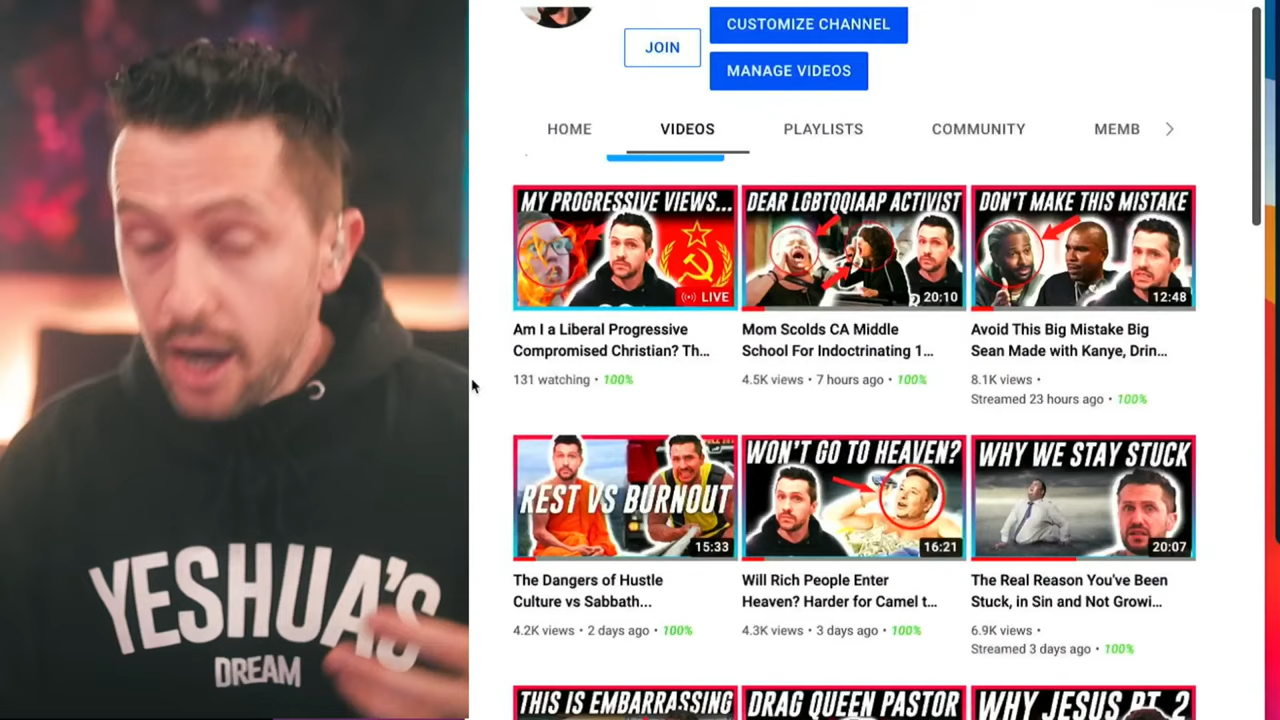 YESHUA'S
DREAM
JOIN
CUSTOMIZE CHANNEL
MANAGE VIDEOS
HOME
VIDEOS
PLAYLISTS
COMMUNITY
MEMB
MY PROGRESSIVE VIEWS...
LIVE
Am I a Liberal Progressive
Compromised Christian? Th...
131 watching • 100%
DEAR LGBTQQIAAP ACTIVIST
20:10
Mom Scolds CA Middle
School For Indoctrinating 1...
4.5K views • 7 hours ago • 100%
DON'T MAKE THIS MISTAKE
12:48
Avoid This Big Mistake Big
Sean Made with Kanye, Drin...
8.1K views •
Streamed 23 hours ago • 100%
REST VS BURNOUT
15:33
The Dangers of Hustle
Culture vs Sabbath...
4.2K views • 2 days ago • 100%
WON'T GO TO HEAVEN?
16:21
Will Rich People Enter
Heaven? Harder for Camel t...
4.3K views • 3 days ago • 100%
WHY WE STAY STUCK
20:07
The Real Reason You've Been
Stuck, in Sin and Not Growi...
6.9K views •
Streamed 3 days ago • 100%
THIS IS EMBARRASSING
DRAG QUEEN PASTOR
WHY JESUS PT. 2